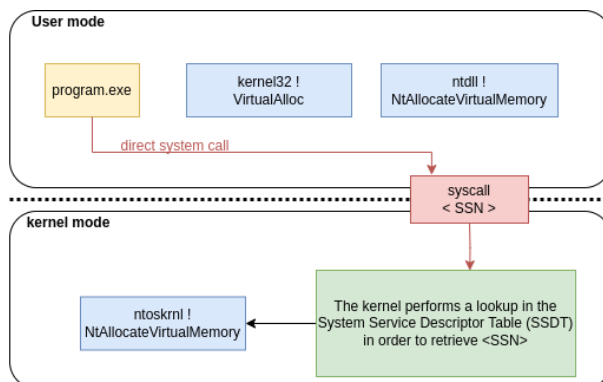 User mode
program.exe
kernel32 !
VirtualAlloc
ntdll !
NtAllocateVirtualMemory
direct system call
syscall
< SSN >
kernel mode
ntoskrnl !
NtAllocateVirtualMemory
The kernel performs a lookup in the
System Service Descriptor Table (SSDT)
in order to retrieve <SSN>